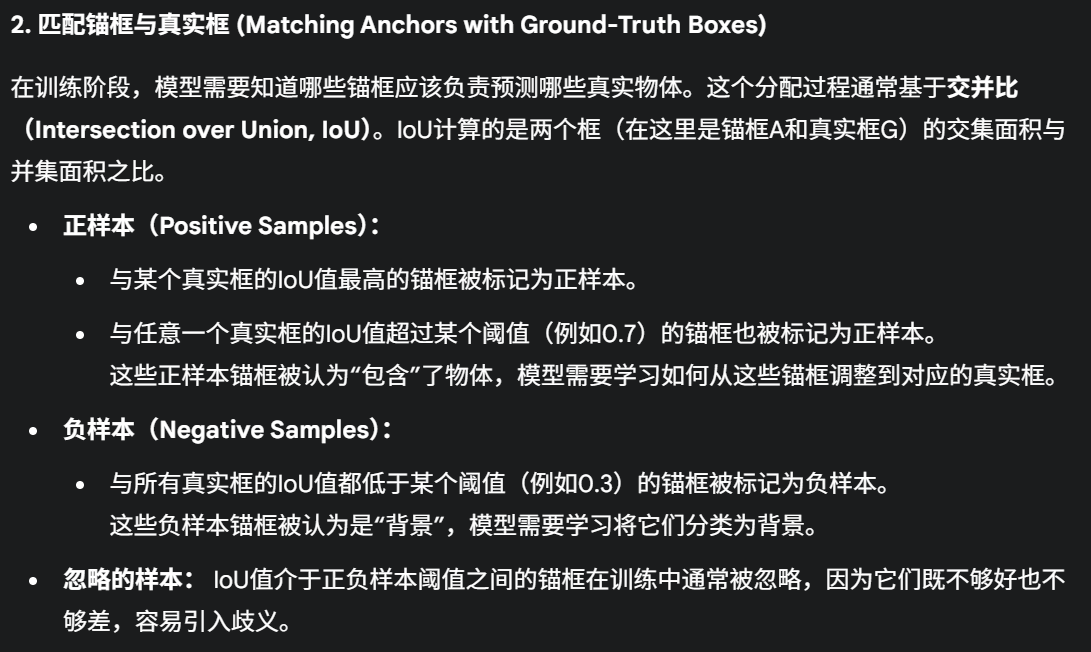 2. 匹配锚框与真实框 (Matching Anchors with Ground-Truth Boxes)
在训练阶段，模型需要知道哪些锚框应该负责预测哪些真实物体。这个分配过程通常基于交并比
（Intersection over Union, IoU）。IoU计算的是两个框（在这里是锚框A和真实框G）的交集面积与
并集面积之比。
• 正样本（Positive Samples）：
• 与某个真实框的IoU值最高的锚框被标记为正样本。
• 与任意一个真实框的IoU值超过某个阈值（例如0.7）的锚框也被标记为正样本。
这些正样本锚框被认为“包含”了物体，模型需要学习如何从这些锚框调整到对应的真实框。
• 负样本（Negative Samples）：
• 与所有真实框的IoU值都低于某个阈值（例如0.3）的锚框被标记为负样本。
这些负样本锚框被认为是“背景”，模型需要学习将它们分类为背景。
• 忽略的样本： IoU值介于正负样本阈值之间的锚框在训练中通常被忽略，因为它们既不够好也不
够差，容易引入歧义。